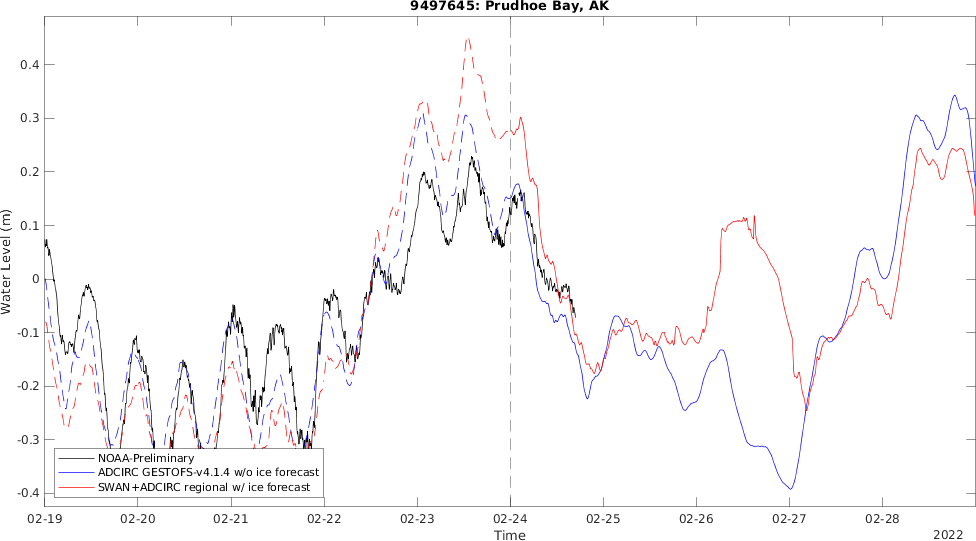 9497645: Prudhoe Bay, AK
Water Level (m)
0.4
0.3
0.2
0.1
0
-0.1
-0.2
-0.3
-0.4
NOAA-Preliminary
ADCIRC GESTOFS-v4.1.4 w/o ice forecast
SWAN+ADCIRC regional w/ ice forecast
02-19 02-20 02-21 02-22 02-23 02-24 02-25 02-26 02-27 02-28
Time
2022